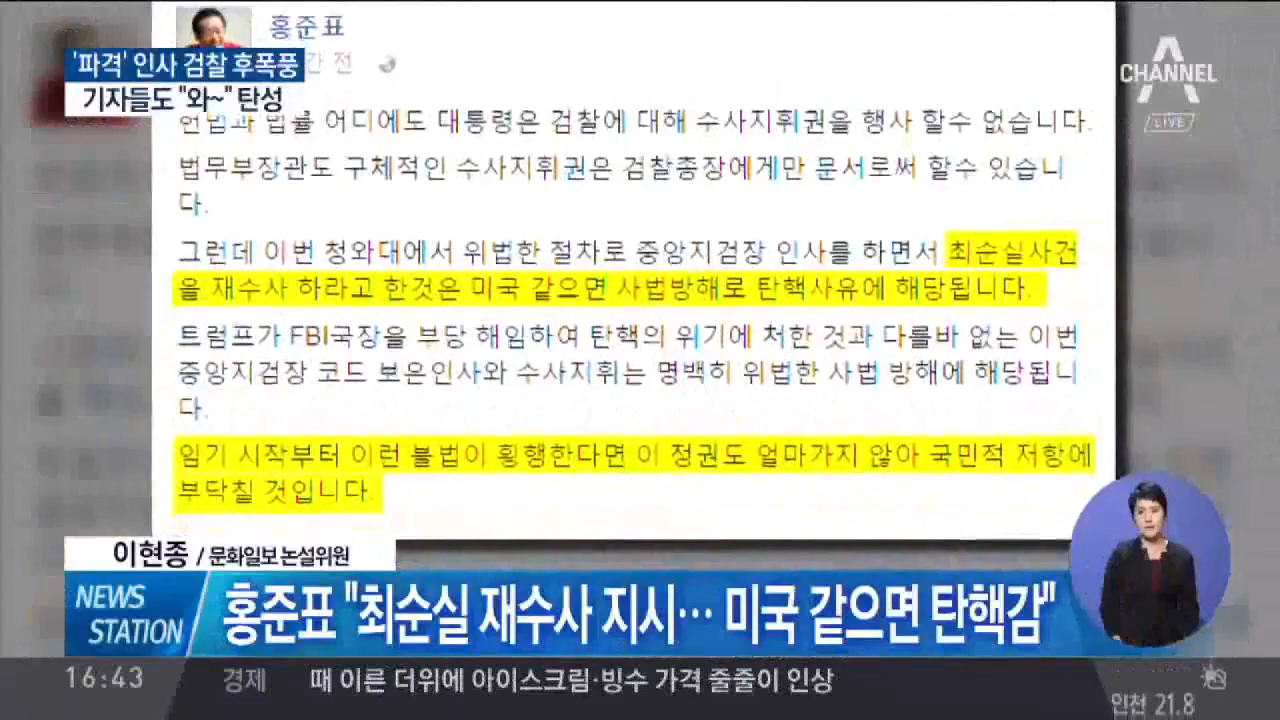 홍준표
'파격' 인사 검찰 후폭풍
간 전
기자들도 "와~" 탄성
CHANNEL A
LIVE
헌법과 법률 어디에도 대통령은 검찰에 대해 수사지휘권을 행사 할수 없습니다.
법무부장관도 구체적인 수사지휘권은 검찰총장에게만 문서로써 할수 있습니
다.
그런데 이번 청와대에서 위법한 절차로 중앙지검장 인사를 하면서 최순실사건
을 재수사 하라고 한것은 미국 같으면 사법방해로 탄핵사유에 해당됩니다.
트럼프가 FBI국장을 부당 해임하여 탄핵의 위기에 처한 것과 다를바 없는 이번
중앙지검장 코드 보은인사와 수사지휘는 명백히 위법한 사법 방해에 해당됩니
다.
임기 시작부터 이런 불법이 횡행한다면 이 정권도 얼마가지 않아 국민적 저항에
부닥칠 것입니다.
이현종 / 문화일보 논설위원
NEWS
STATION
홍준표 "최순실 재수사 지시… 미국 같으면 탄핵감"
16:43 경제 때 이른 더위에 아이스크림·빙수 가격 줄줄이 인상
인천 21.8